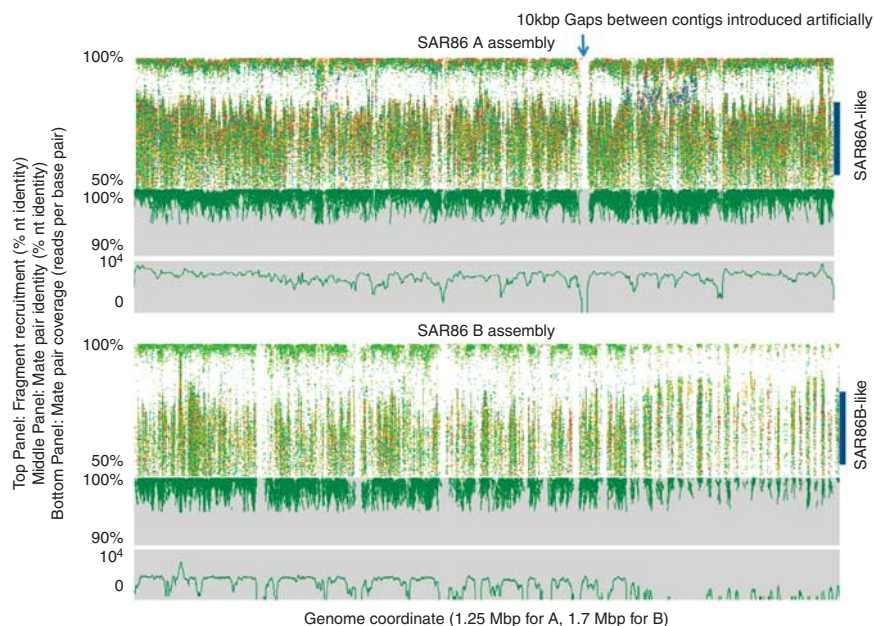 10kbp Gaps between contigs introduced artificially
SAR86 A assembly
100%
50%
100%
90%
10⁴
0
SAR86A-like
Top Panel: Fragment recruitment (% nt identity)
Middle Panel: Mate pair identity (% nt identity)
Bottom Panel: Mate pair coverage (reads per base pair)
SAR86 B assembly
100%
50%
100%
90%
10⁴
0
SAR86B-like
Genome coordinate (1.25 Mbp for A, 1.7 Mbp for B)